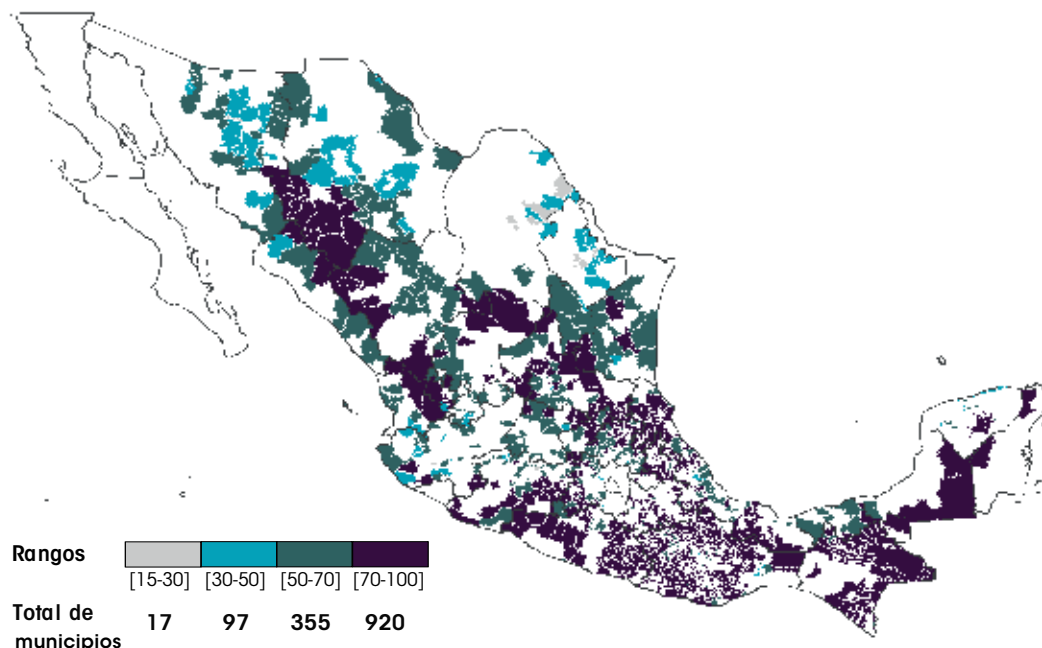 Rangos
[15-30] [30-50] [50-70] [70-100]
Total de
municipios
17 97 355 920